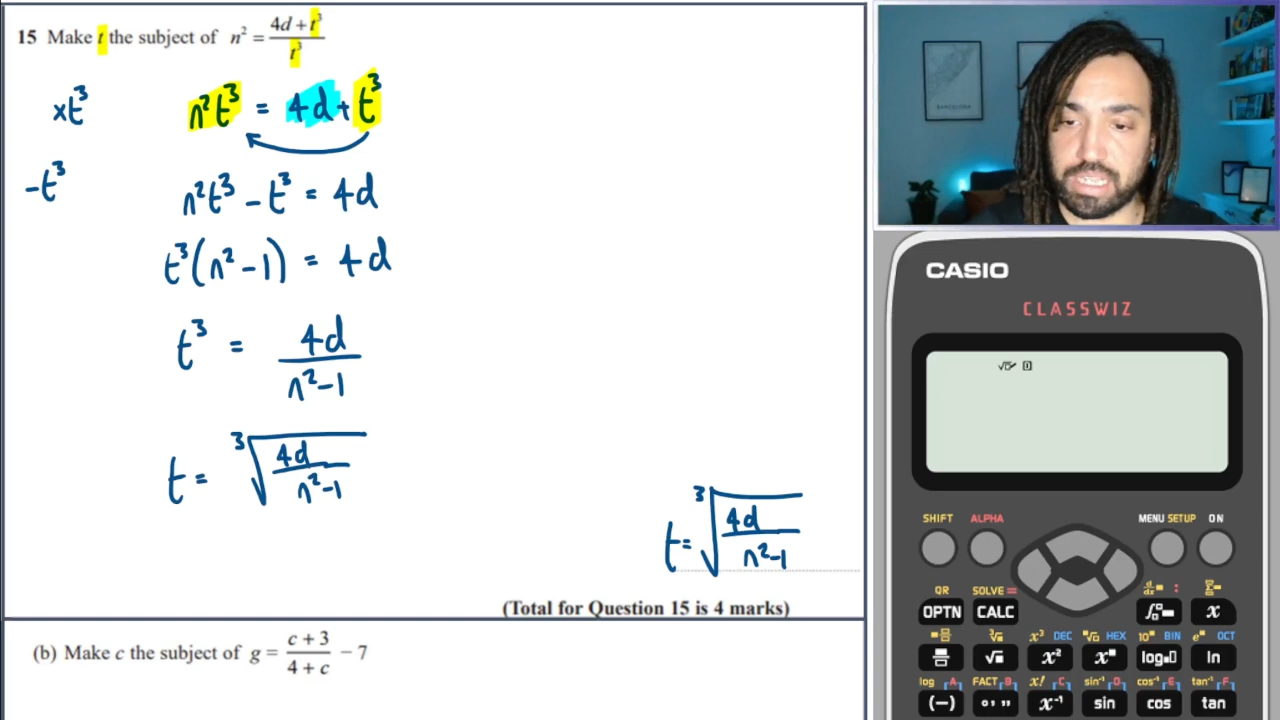 15 Make t the subject of n² = (4d + t³)/t³
×t³ n²t³ = 4d + t³
-t³ n²t³ - t³ = 4d
t³(n² - 1) = 4d
t³ = 4d/(n² - 1)
t = ³√(4d/(n² - 1))
t = ³√(4d/(n² - 1))
(Total for Question 15 is 4 marks)
(b) Make c the subject of g = (c + 3)/(4 + c) - 7
BARCELONA
CASIO
CLASSWIZ
SHIFT ALPHA MENU SETUP ON
QR SOLVE =
OPTN CALC x
x³ DEC HEX 10■ BIN e■ OCT
√■ x² x■ log ln
log A FACT B x! C sin⁻¹ D cos⁻¹ E tan⁻¹ F
(−) °’ ” x⁻¹ sin cos tan